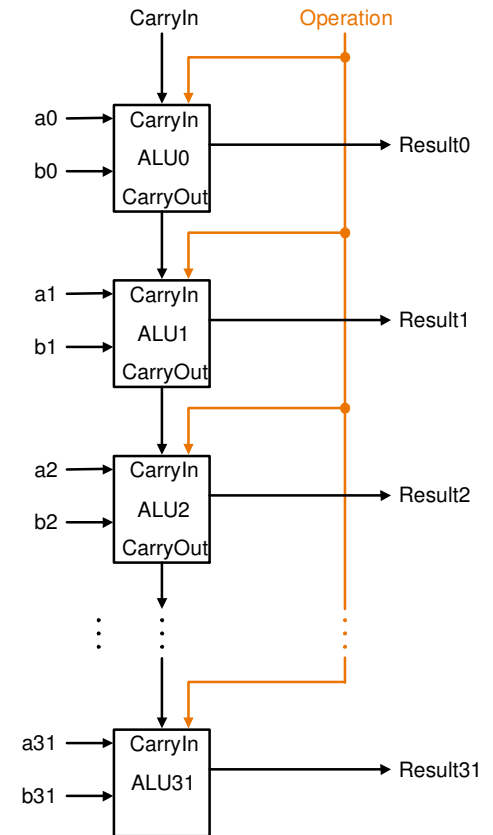 CarryIn
Operation
a0
b0
CarryIn
ALU0
CarryOut
Result0
a1
b1
CarryIn
ALU1
CarryOut
Result1
a2
b2
CarryIn
ALU2
CarryOut
Result2
a31
b31
CarryIn
ALU31
Result31